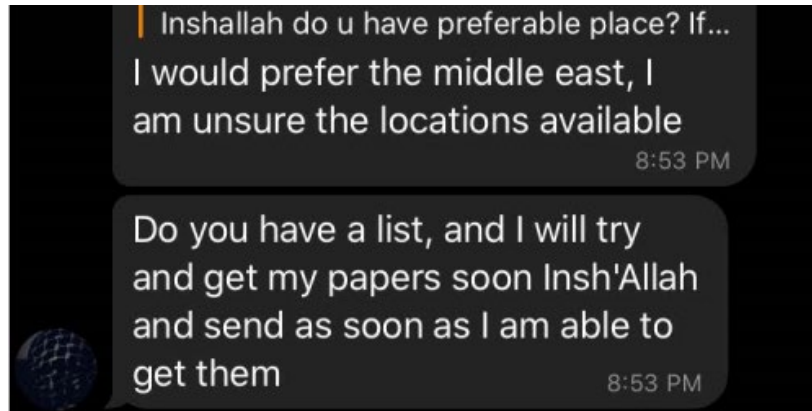 Inshallah do u have preferable place? If...
I would prefer the middle east, I
am unsure the locations available
8:53 PM
Do you have a list, and I will try
and get my papers soon Insh'Allah
and send as soon as I am able to
get them
8:53 PM